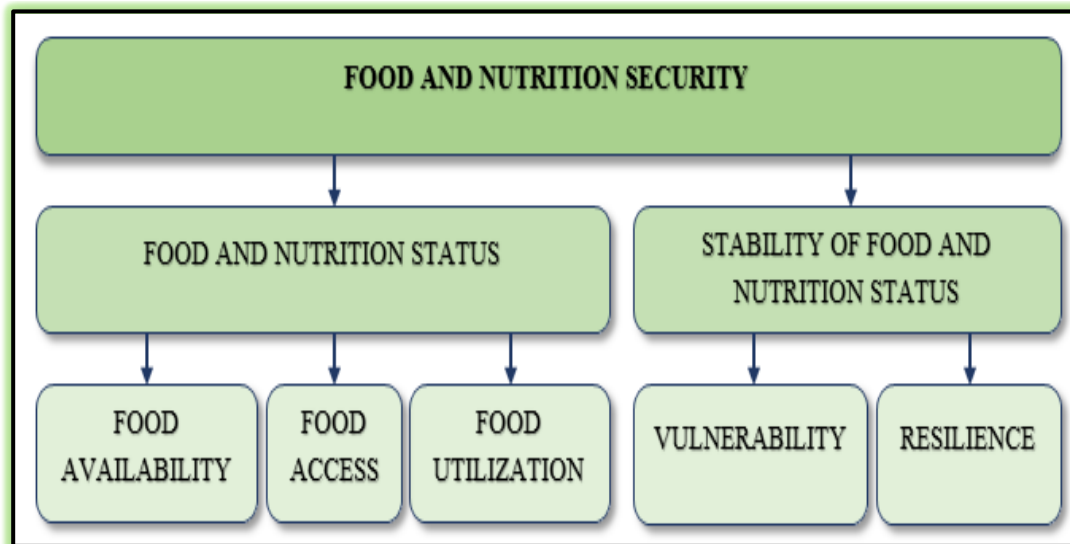 FOOD AND NUTRITION SECURITY
FOOD AND NUTRITION STATUS
STABILITY OF FOOD AND
NUTRITION STATUS
FOOD
AVAILABILITY
FOOD
ACCESS
FOOD
UTILIZATION
VULNERABILITY
RESILIENCE